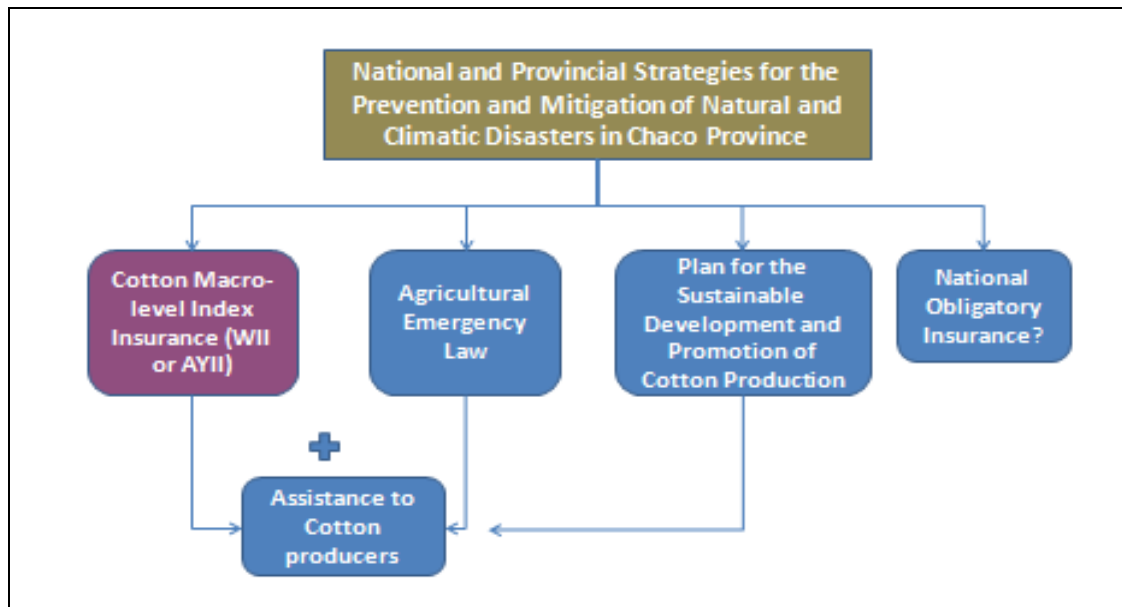 National and Provincial Strategies for the
Prevention and Mitigation of Natural and
Climatic Disasters in Chaco Province
Cotton Macro-
level Index
Insurance (WII
or AYII)
Agricultural
Emergency
Law
Plan for the
Sustainable
Development and
Promotion of
Cotton Production
National
Obligatory
Insurance?
Assistance to
Cotton
producers